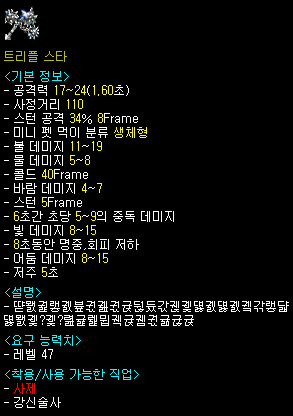 트리플 스타
<기본 정보>
- 공격력 17~24(1.60초)
- 사정거리 110
- 스턴 공격 34% 8Frame
- 미니 펫 먹이 분류 생체형
- 불 데미지 11~19
- 물 데미지 5~8
- 콜드 40Frame
- 바람 데미지 4~7
- 스턴 5Frame
- 6초간 초당 5~9의 중독 데미지
- 빛 데미지 8~15
- 8초동안 명중,회피 저하
- 어둠 데미지 8~15
- 저주 5초
<설명>
<요구 능력치>
- 레벨 47
<착용/사용 가능한 직업>
- 사제
- 강신술사